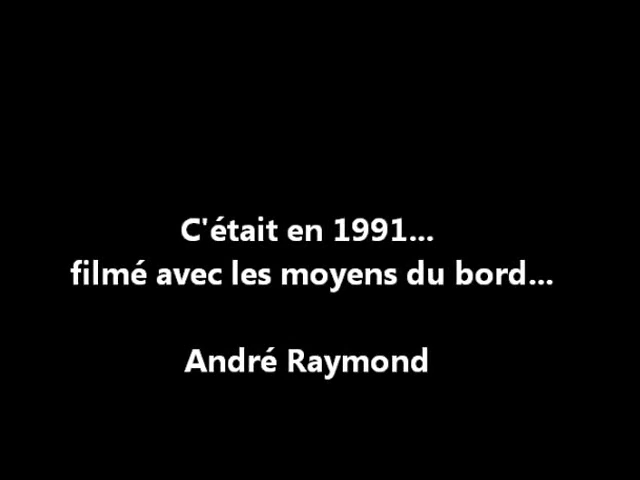 C'était en 1991...
filmé avec les moyens du bord...
André Raymond